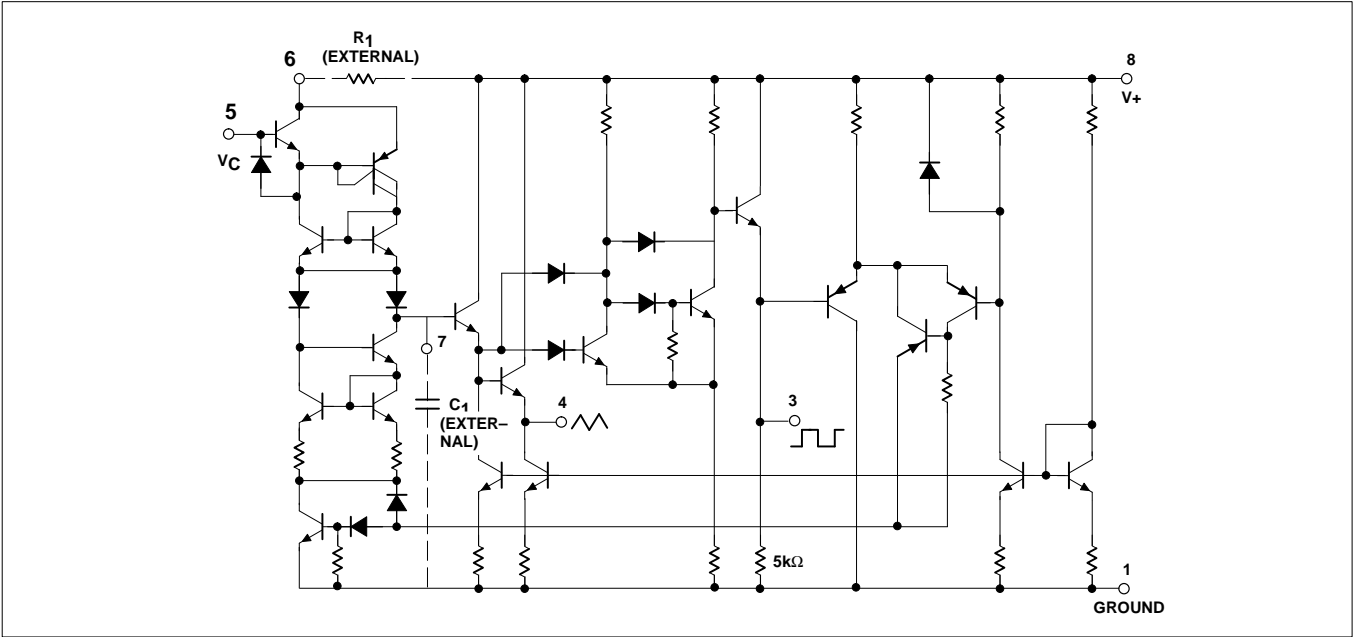 R1
(EXTERNAL)
6
8
V+
5
VC
7
C1
(EXTER–
NAL)
4
3
5kΩ
1
GROUND